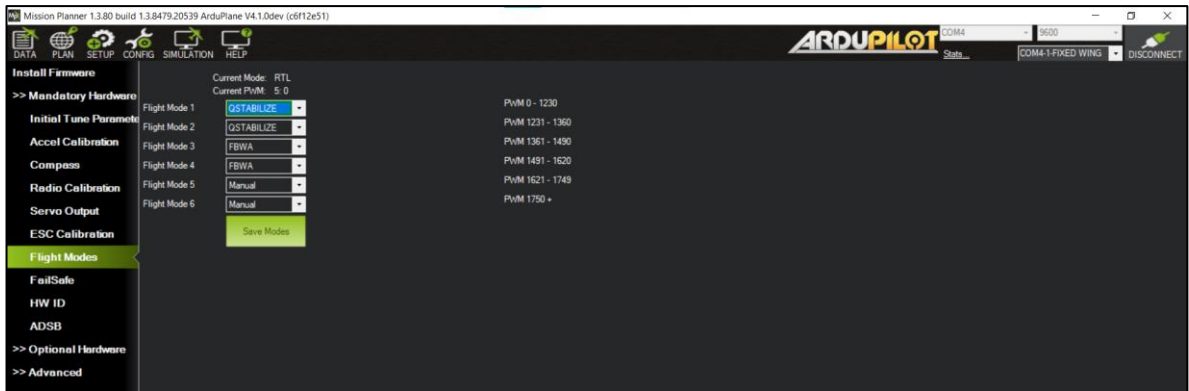 Mission Planner 1.3.80 build 1.3.8479.20539 ArduPlane V4.1.0dev (c6f12e51)
DATA PLAN SETUP CONFIG SIMULATION HELP
ARDUPILOT
COM4 9600
Stats...
COM4-1-FIXED WING
DISCONNECT
Install Firmware
>> Mandatory Hardware
Initial Tune Paramete
Accel Calibration
Compass
Radio Calibration
Servo Output
ESC Calibration
Flight Modes
FailSafe
HW ID
ADSB
>> Optional Hardware
>> Advanced
Current Mode: RTL
Current PWM: 5: 0
Flight Mode 1 QSTABILIZE PWM 0 - 1230
Flight Mode 2 QSTABILIZE PWM 1231 - 1360
Flight Mode 3 FBWA PWM 1361 - 1490
Flight Mode 4 FBWA PWM 1491 - 1620
Flight Mode 5 Manual PWM 1621 - 1749
Flight Mode 6 Manual PWM 1750 +
Save Modes